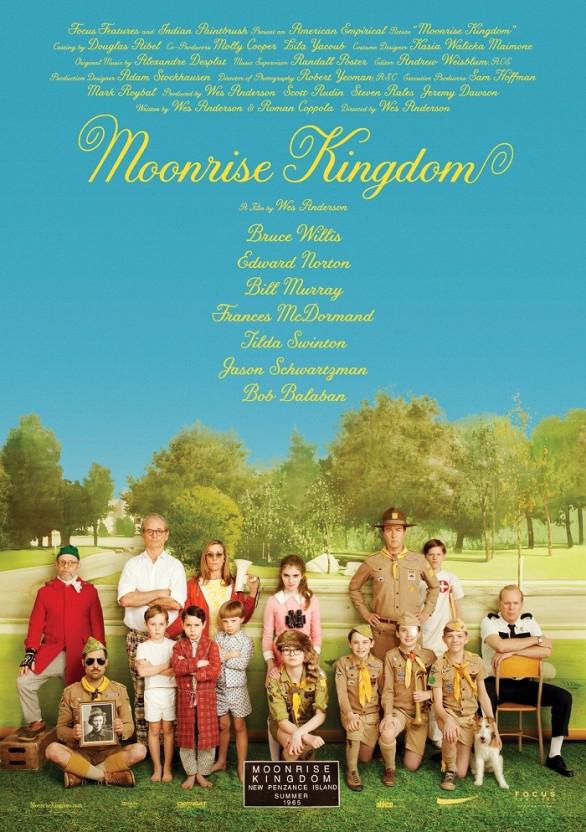 Focus Features and Indian Paintbrush Present an American Empirical Picture "Moonrise Kingdom"
Casting by Douglas Aibel Co-Producers Molly Cooper Lila Yacoub Costume Designer Kasia Walicka Maimone
Original Music by Alexandre Desplat Music Supervisor Randall Poster Editor Andrew Weisblum, A.C.E.
Production Designer Adam Stockhausen Director of Photography Robert Yeoman, A.S.C. Executive Producers Sam Hoffman
Mark Roybal Produced by Wes Anderson Scott Rudin Steven Rales Jeremy Dawson
Written by Wes Anderson & Roman Coppola Directed by Wes Anderson
Moonrise Kingdom
A Film by Wes Anderson
Bruce Willis
Edward Norton
Bill Murray
Frances McDormand
Tilda Swinton
Jason Schwartzman
Bob Balaban
MOONRISE
KINGDOM
NEW PENZANCE ISLAND
SUMMER
1965
MoonriseKingdom.com
FOCUS